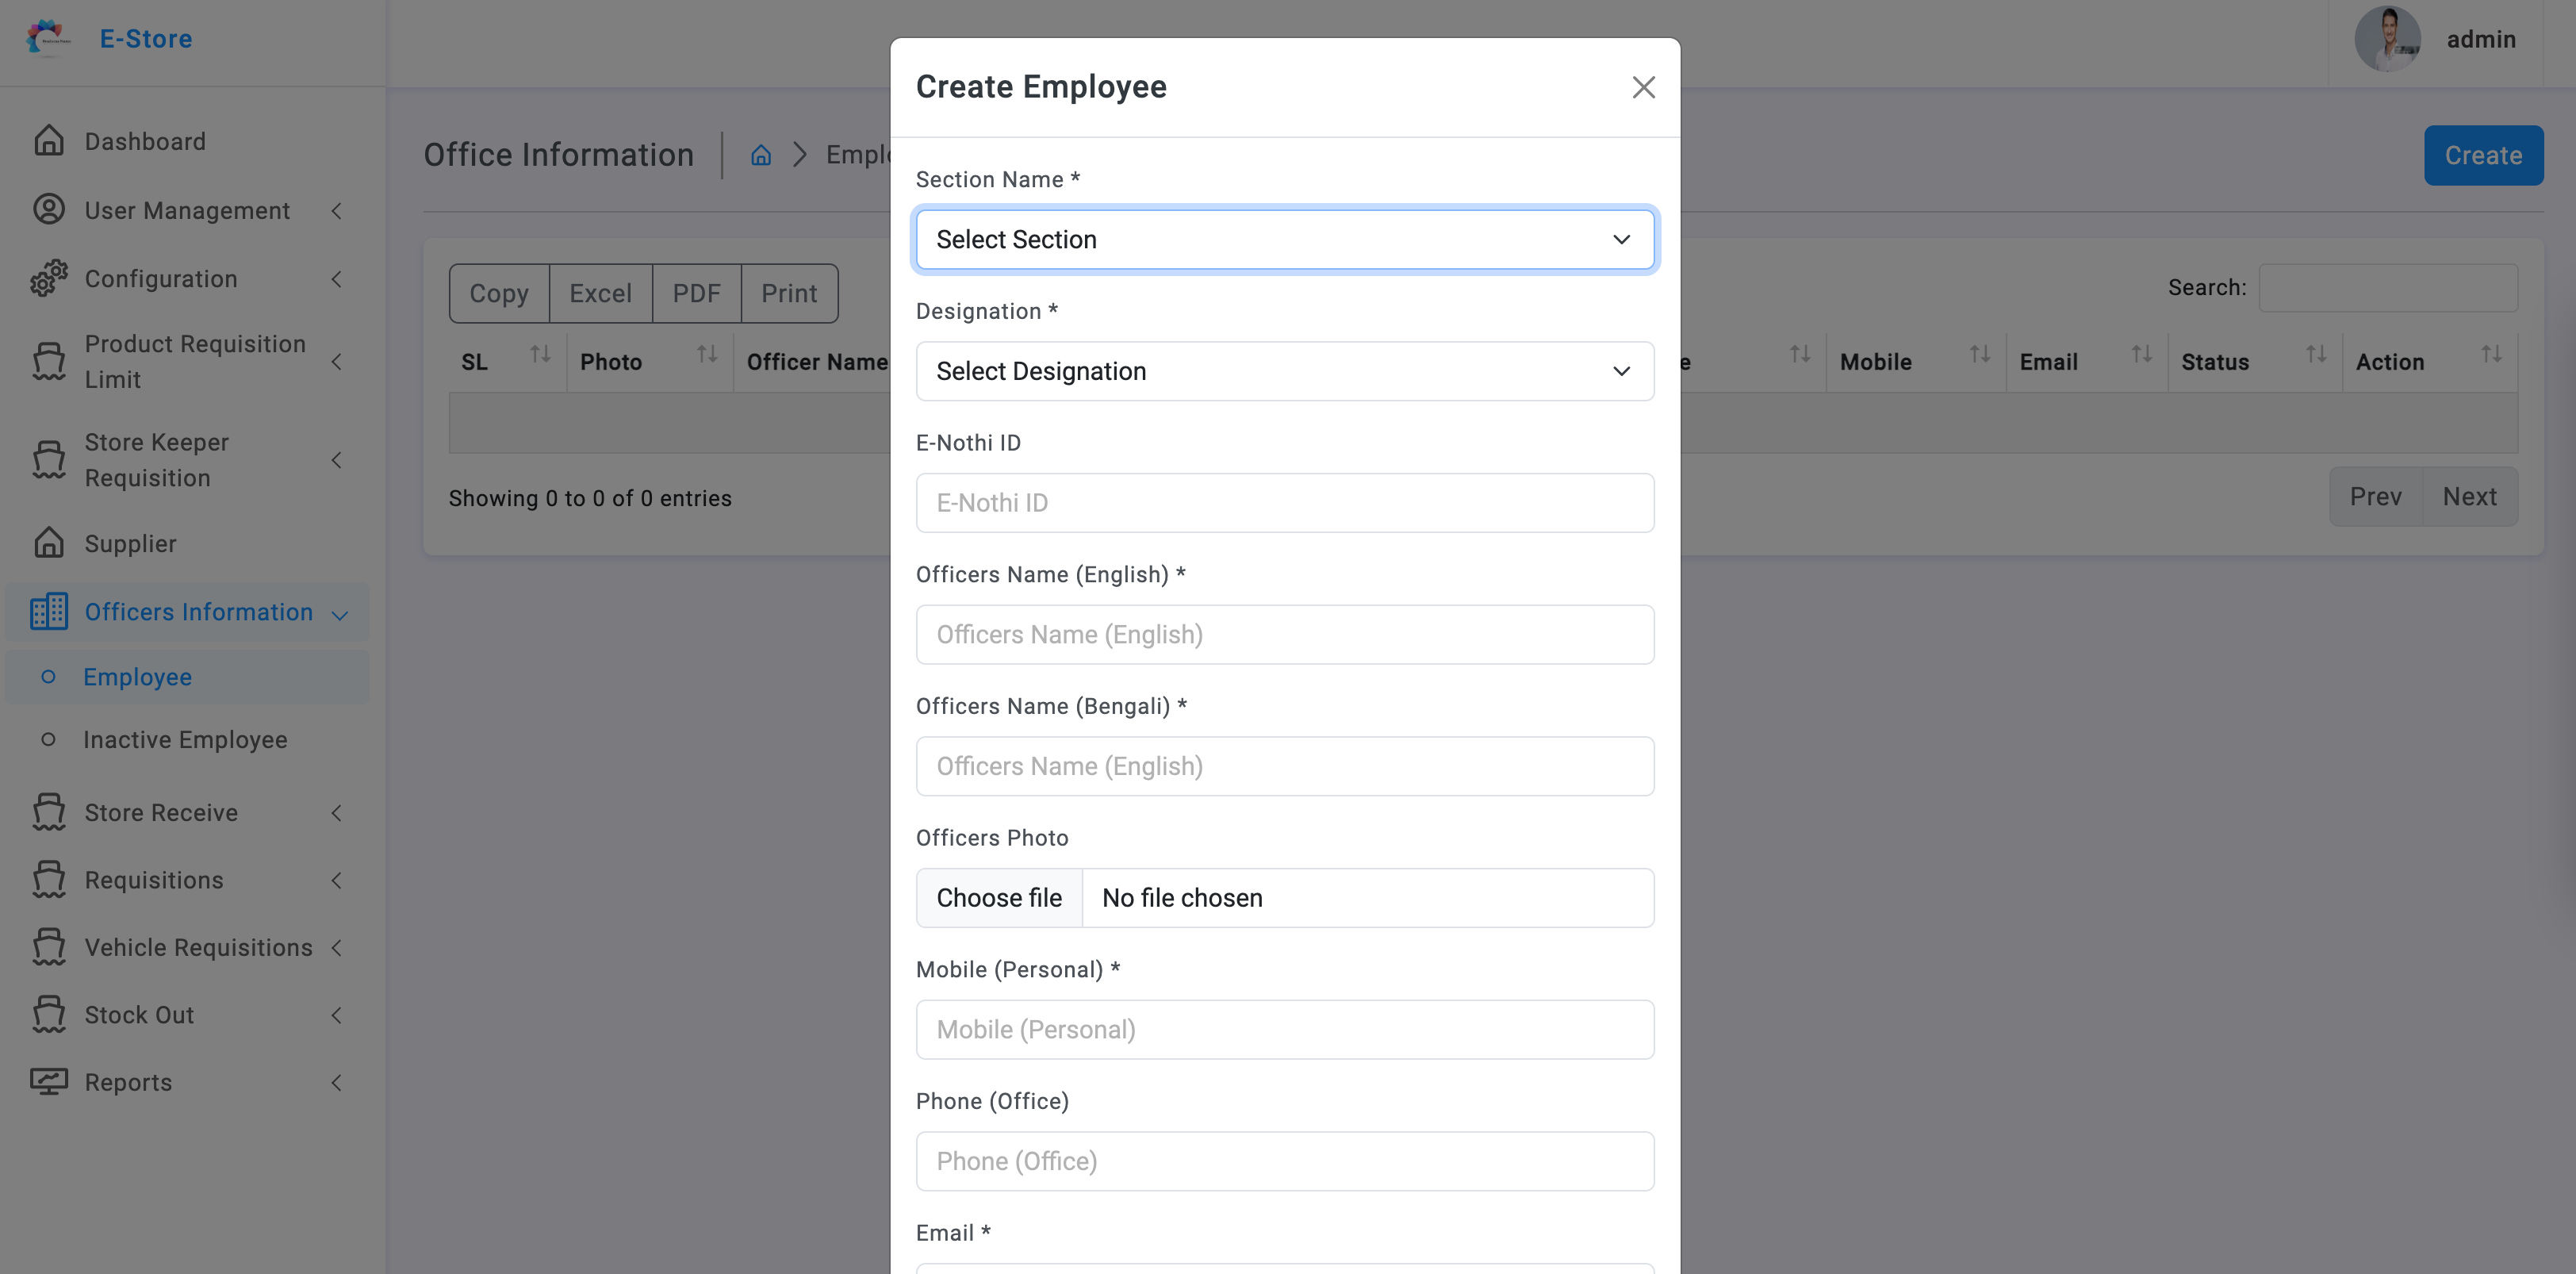 E-Store
admin
Dashboard
User Management
Configuration
Product Requisition
Limit
Store Keeper
Requisition
Supplier
Officers Information
Employee
Inactive Employee
Store Receive
Requisitions
Vehicle Requisitions
Stock Out
Reports
Office Information
Emplo
Create
Copy Excel PDF Print
Search:
SL Photo Officer Name e Mobile Email Status Action
Showing 0 to 0 of 0 entries
Prev Next
Create Employee
Section Name *
Select Section
Designation *
Select Designation
E-Nothi ID
E-Nothi ID
Officers Name (English) *
Officers Name (English)
Officers Name (Bengali) *
Officers Name (English)
Officers Photo
Choose file No file chosen
Mobile (Personal) *
Mobile (Personal)
Phone (Office)
Phone (Office)
Email *